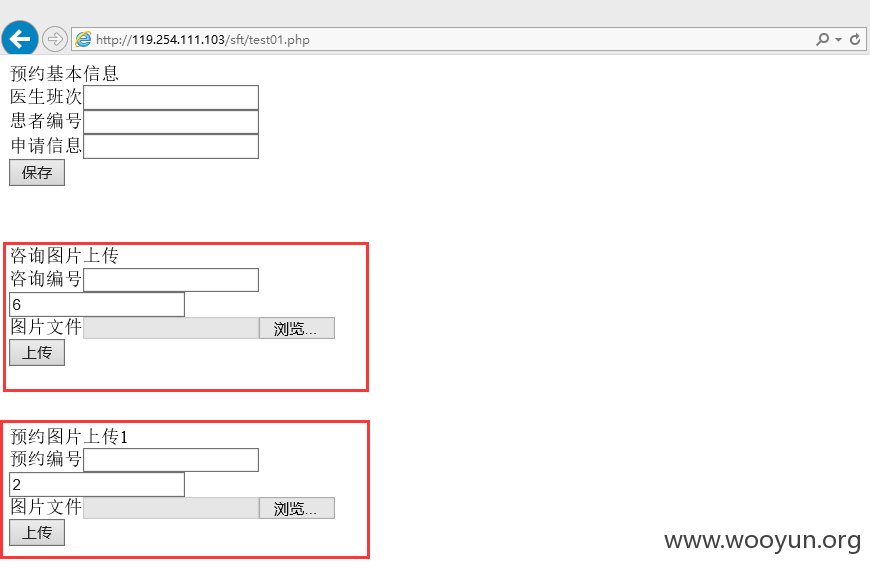 http://119.254.111.103/sft/test01.php
预约基本信息
医生班次
患者编号
申请信息
保存
咨询图片上传
咨询编号
6
图片文件 浏览...
上传
预约图片上传1
预约编号
2
图片文件 浏览...
上传
www.wooyun.org